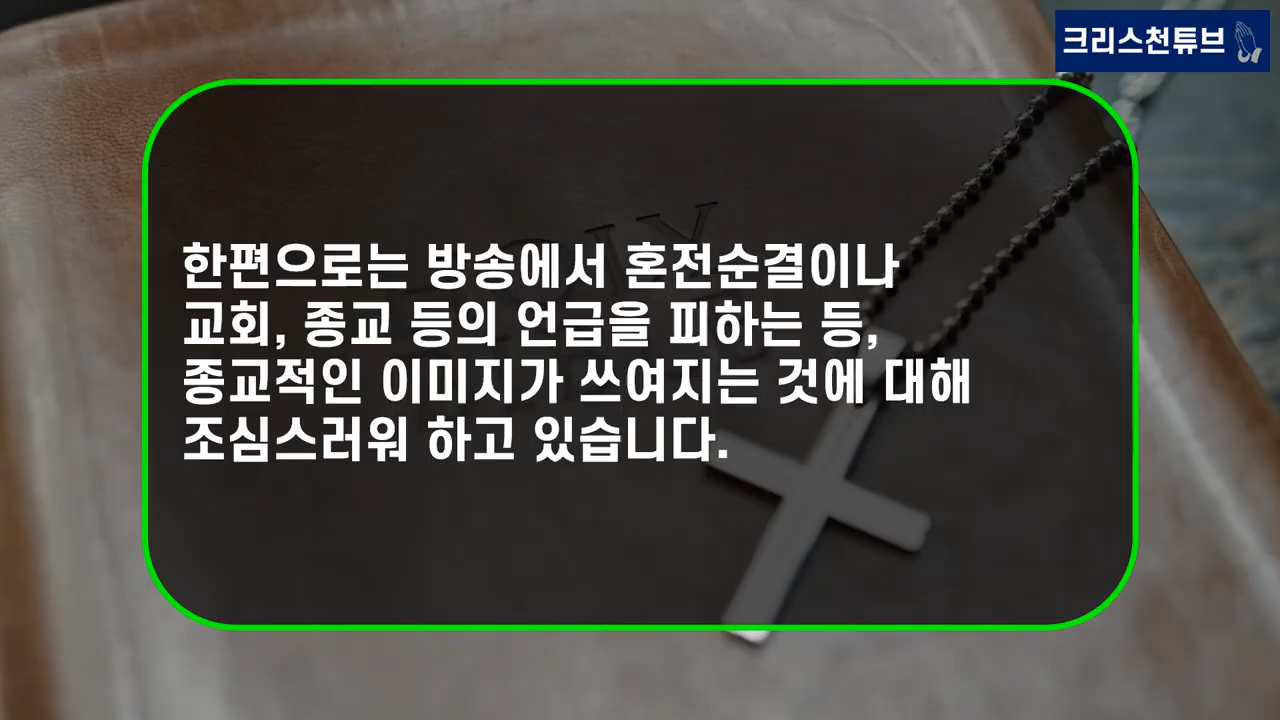 크리스천튜브
한편으로는 방송에서 혼전순결이나
교회, 종교 등의 언급을 피하는 등,
종교적인 이미지가 쓰여지는 것에 대해
조심스러워 하고 있습니다.